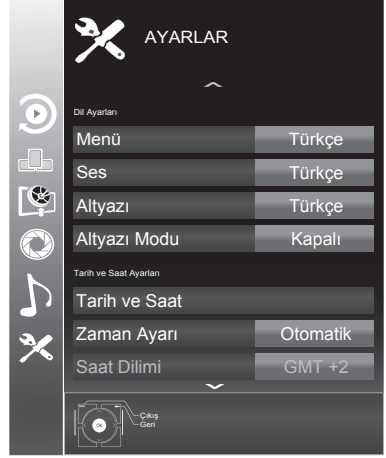 AYARLAR
Dil Ayarları
Menü Türkçe
Ses Türkçe
Altyazı Türkçe
Altyazı Modu Kapalı
Tarih ve Saat Ayarları
Tarih ve Saat
Zaman Ayarı Otomatik
Saat Dilimi GMT +2
Çıkış
OK Geri